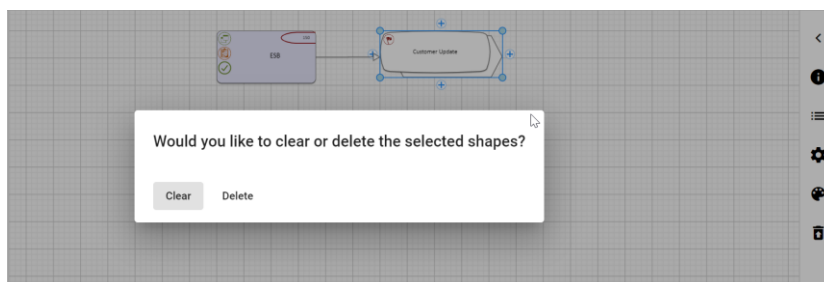 ESB
Customer Update
Would you like to clear or delete the selected shapes?
Clear
Delete